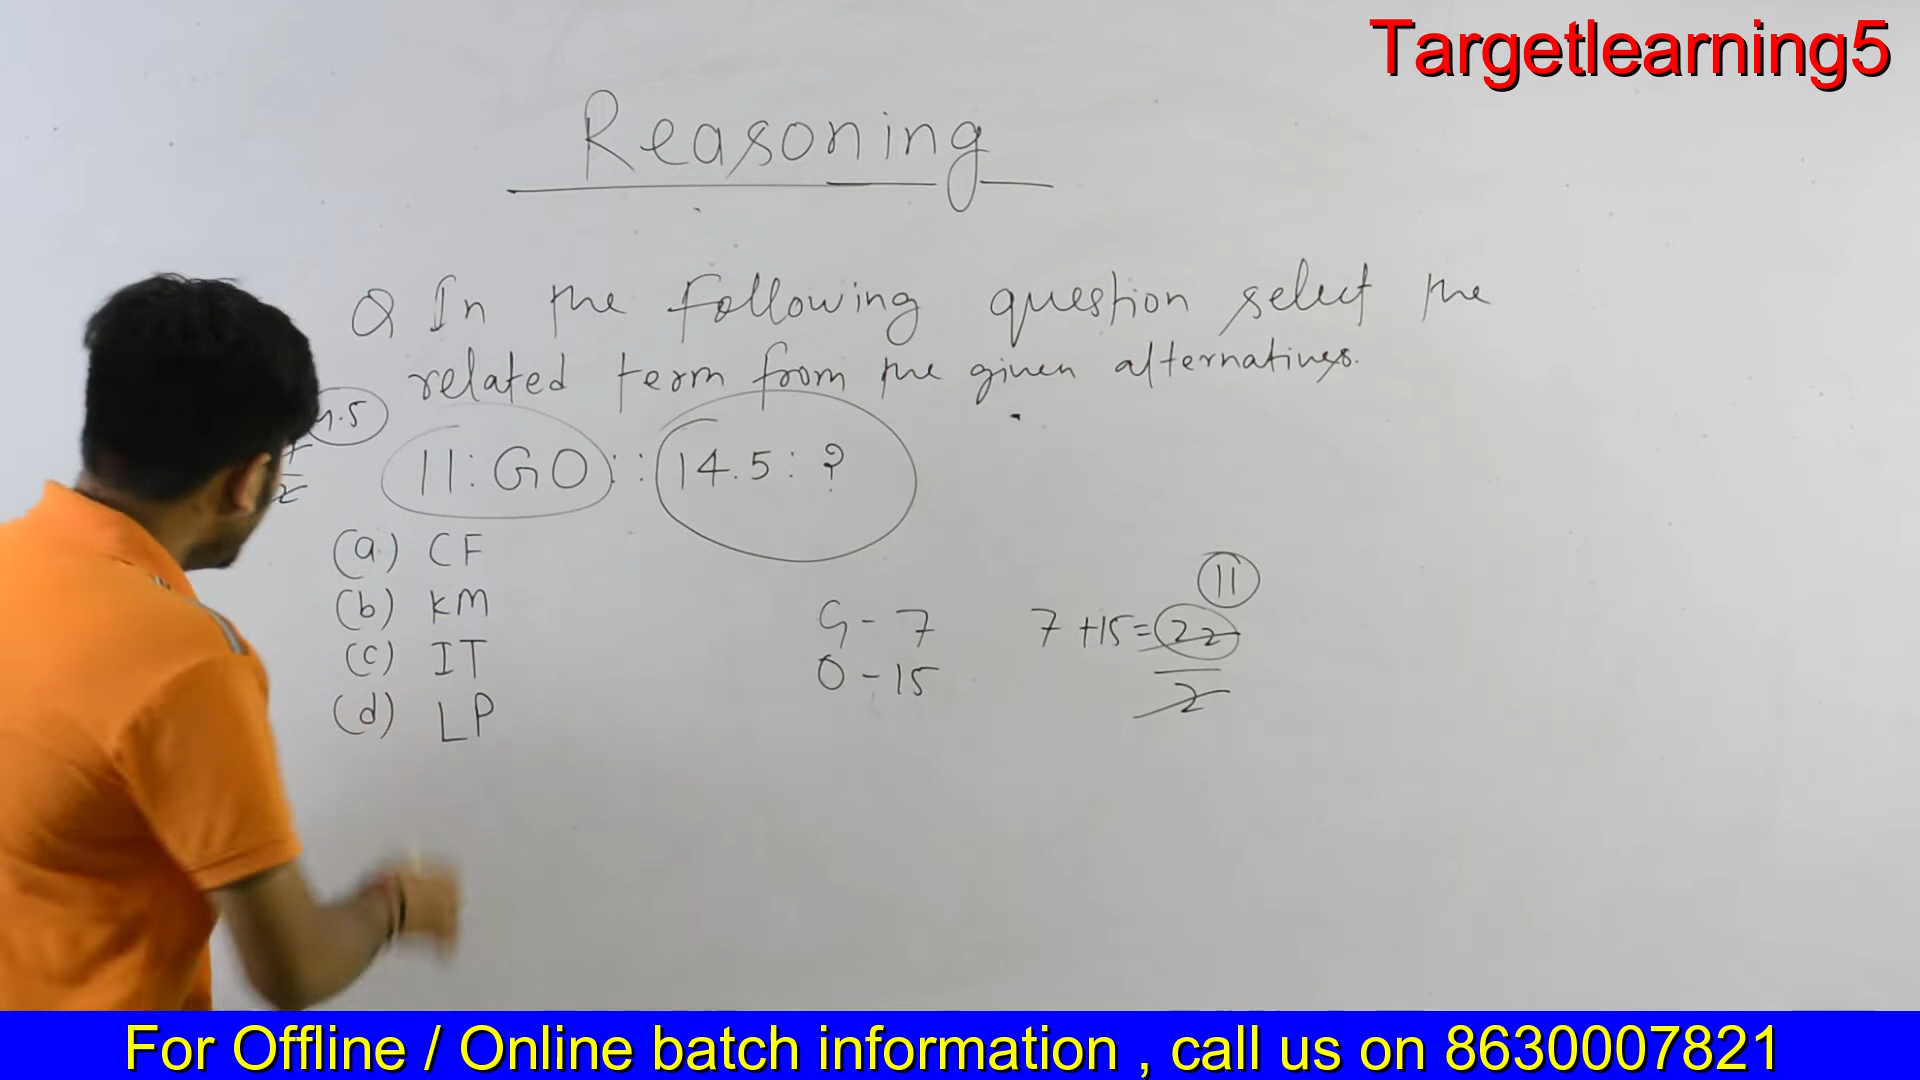 Targetlearning5
Reasoning
Q In the following question select the
related term from the given alternatives.
11 : GO :: 14.5 : ?
(a) CF
(b) KM
(c) IT
(d) LP
11
G - 7 7 + 15 = 22
O - 15 2
For Offline / Online batch information , call us on 8630007821